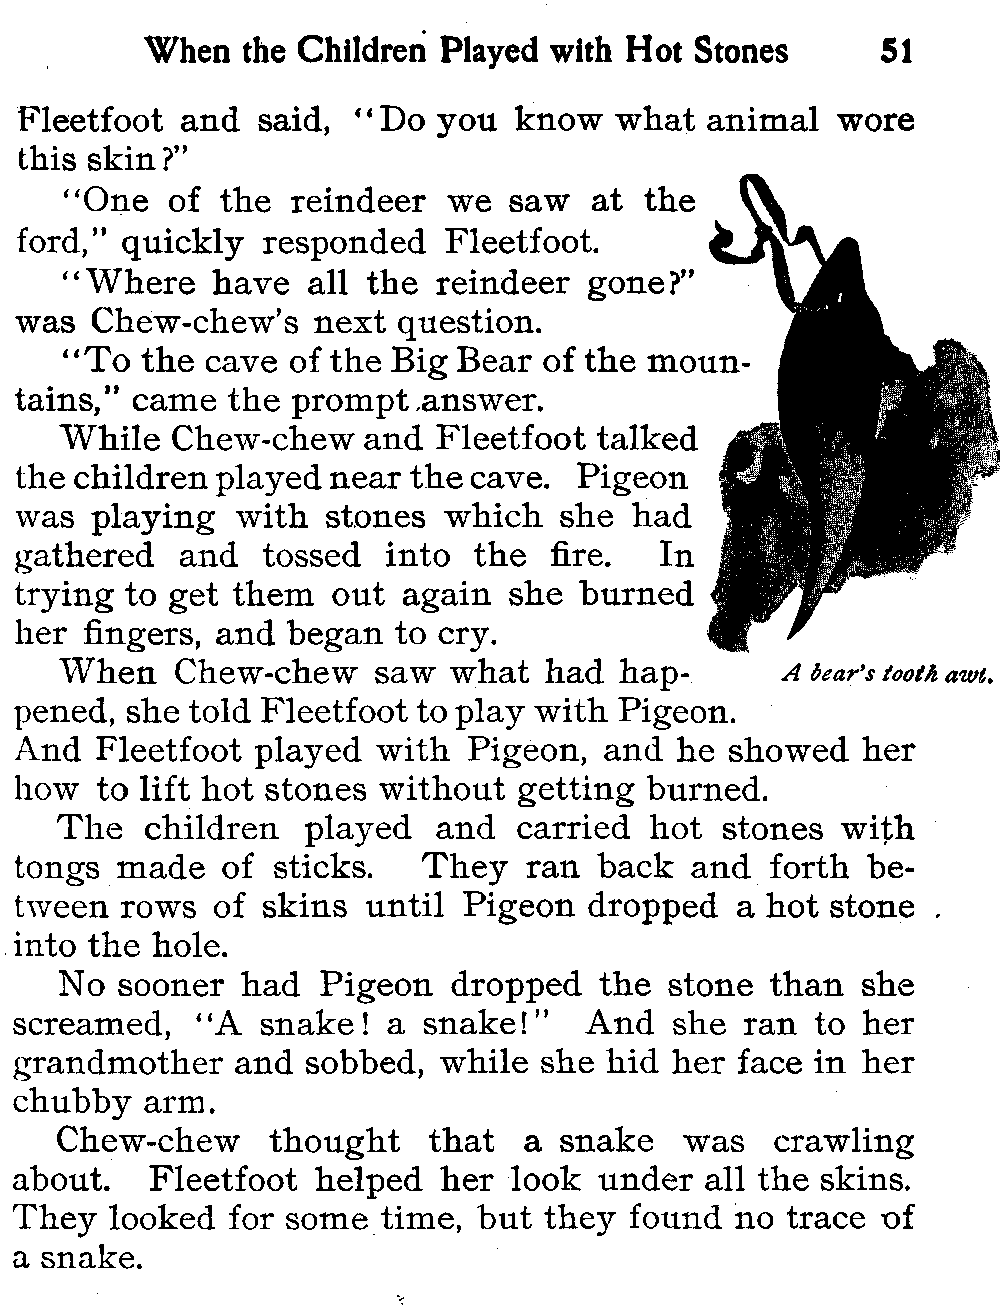 When the Children Played with Hot Stones 51
Fleetfoot and said, "Do you know what animal wore
this skin?"
"One of the reindeer we saw at the
ford," quickly responded Fleetfoot.
"Where have all the reindeer gone?"
was Chew-chew's next question.
"To the cave of the Big Bear of the moun-
tains," came the prompt answer.
While Chew-chew and Fleetfoot talked
the children played near the cave. Pigeon
was playing with stones which she had
gathered and tossed into the fire. In
trying to get them out again she burned
her fingers, and began to cry.
When Chew-chew saw what had hap-
pened, she told Fleetfoot to play with Pigeon.
A bear's tooth awl.
And Fleetfoot played with Pigeon, and he showed her
how to lift hot stones without getting burned.
The children played and carried hot stones with
tongs made of sticks. They ran back and forth be-
tween rows of skins until Pigeon dropped a hot stone
into the hole.
No sooner had Pigeon dropped the stone than she
screamed, "A snake! a snake!" And she ran to her
grandmother and sobbed, while she hid her face in her
chubby arm.
Chew-chew thought that a snake was crawling
about. Fleetfoot helped her look under all the skins.
They looked for some time, but they found no trace of
a snake.